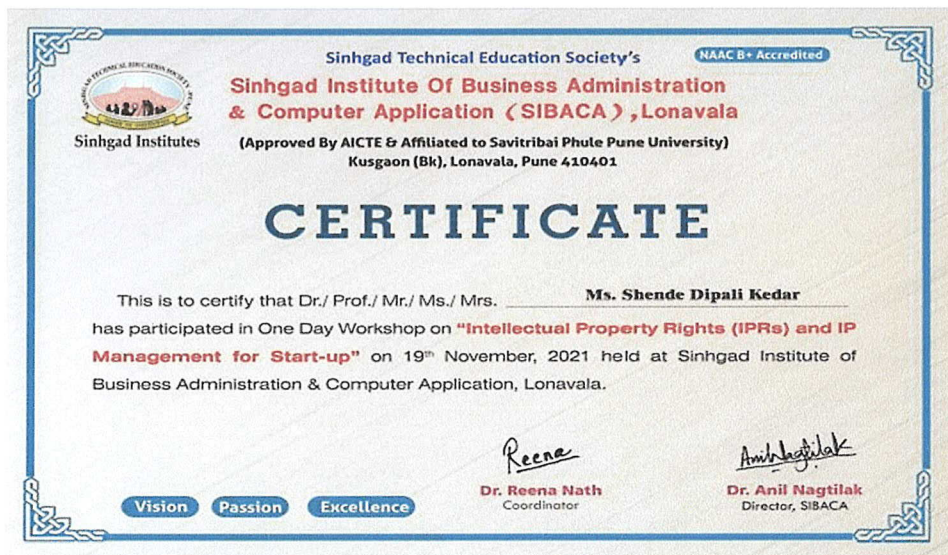 Sinhgad Technical Education Society's
NAAC B+ Accredited
SINHGAD TECHNICAL EDUCATION SOCIETY
Sinhgad Institutes
Sinhgad Institute Of Business Administration
& Computer Application (SIBACA) ,Lonavala
(Approved By AICTE & Affiliated to Savitribai Phule Pune University)
Kusgaon (Bk), Lonavala, Pune 410401
CERTIFICATE
This is to certify that Dr./ Prof./ Mr./ Ms./ Mrs. Ms. Shende Dipali Kedar
has participated in One Day Workshop on "Intellectual Property Rights (IPRs) and IP
Management for Start-up" on 19th November, 2021 held at Sinhgad Institute of
Business Administration & Computer Application, Lonavala.
Reena
Anil Nagtilak
Dr. Reena Nath
Coordinator
Dr. Anil Nagtilak
Director, SIBACA
Vision Passion Excellence